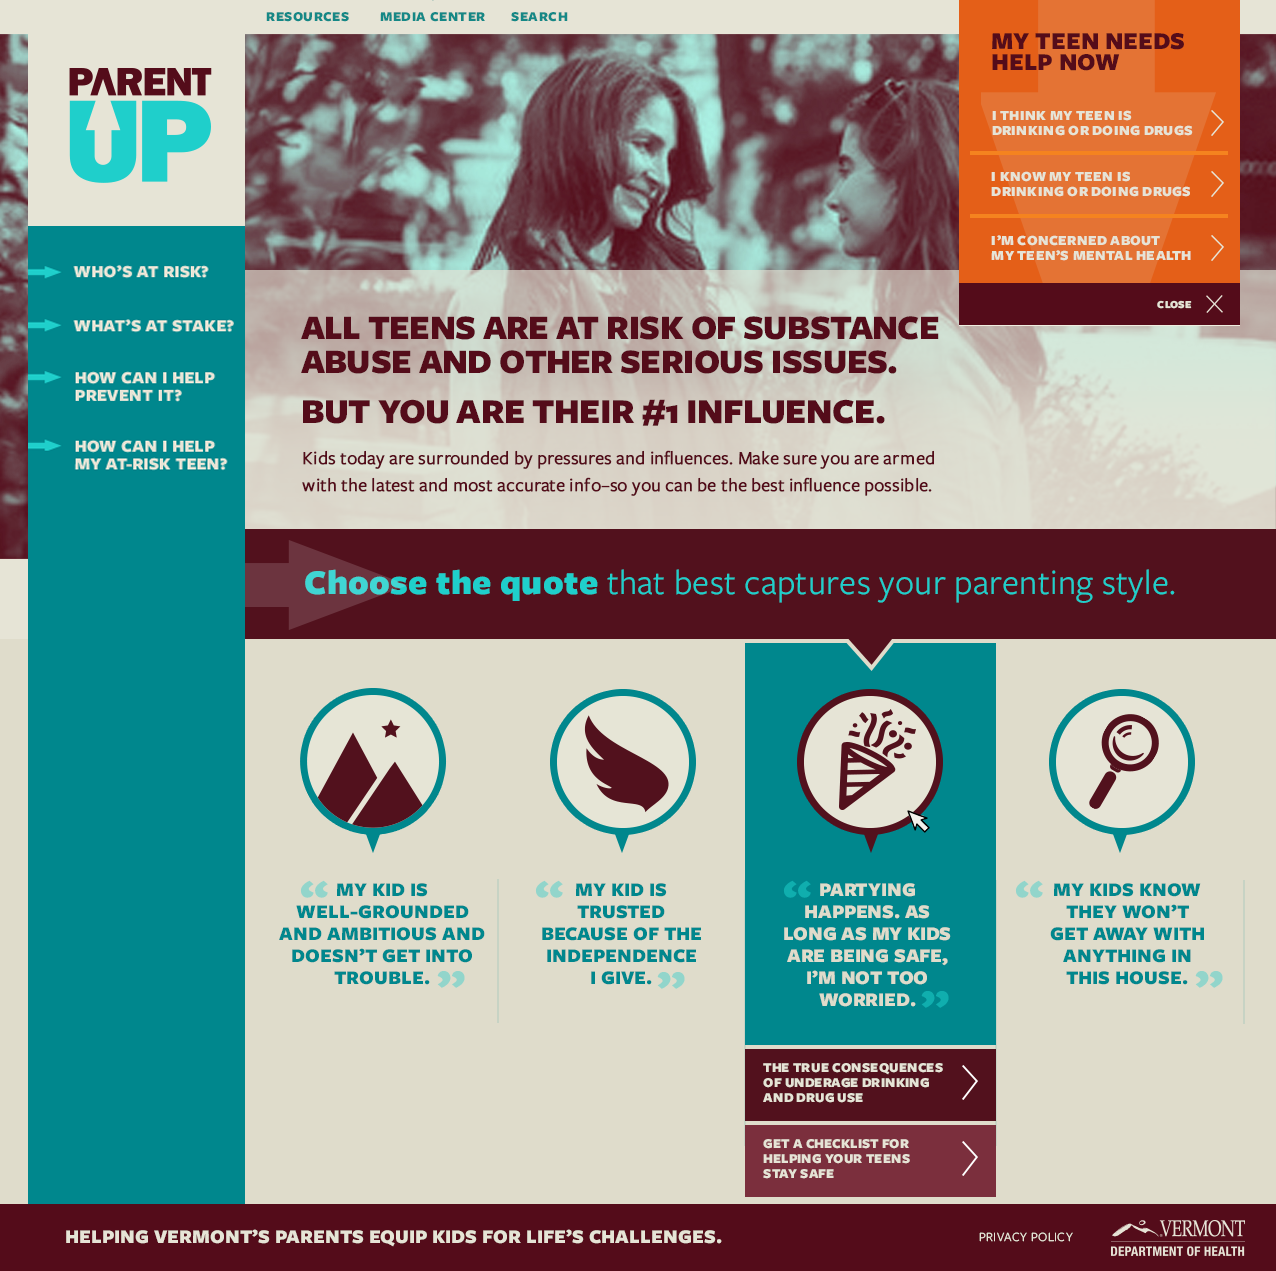 RESOURCES
MEDIA CENTER
SEARCH
PARENT
UP
MY TEEN NEEDS
HELP NOW
I THINK MY TEEN IS
DRINKING OR DOING DRUGS
I KNOW MY TEEN IS
DRINKING OR DOING DRUGS
I'M CONCERNED ABOUT
MY TEEN'S MENTAL HEALTH
CLOSE
WHO'S AT RISK?
WHAT'S AT STAKE?
HOW CAN I HELP
PREVENT IT?
HOW CAN I HELP
MY AT-RISK TEEN?
ALL TEENS ARE AT RISK OF SUBSTANCE
ABUSE AND OTHER SERIOUS ISSUES.
BUT YOU ARE THEIR #1 INFLUENCE.
Kids today are surrounded by pressures and influences. Make sure you are armed
with the latest and most accurate info–so you can be the best influence possible.
Choose the quote that best captures your parenting style.
“ MY KID IS
WELL-GROUNDED
AND AMBITIOUS AND
DOESN'T GET INTO
TROUBLE. ”
“ MY KID IS
TRUSTED
BECAUSE OF THE
INDEPENDENCE
I GIVE. ”
“ PARTYING
HAPPENS. AS
LONG AS MY KIDS
ARE BEING SAFE,
I'M NOT TOO
WORRIED. ”
“ MY KIDS KNOW
THEY WON'T
GET AWAY WITH
ANYTHING IN
THIS HOUSE. ”
THE TRUE CONSEQUENCES
OF UNDERAGE DRINKING
AND DRUG USE
GET A CHECKLIST FOR
HELPING YOUR TEENS
STAY SAFE
HELPING VERMONT'S PARENTS EQUIP KIDS FOR LIFE'S CHALLENGES.
PRIVACY POLICY
VERMONT
DEPARTMENT OF HEALTH